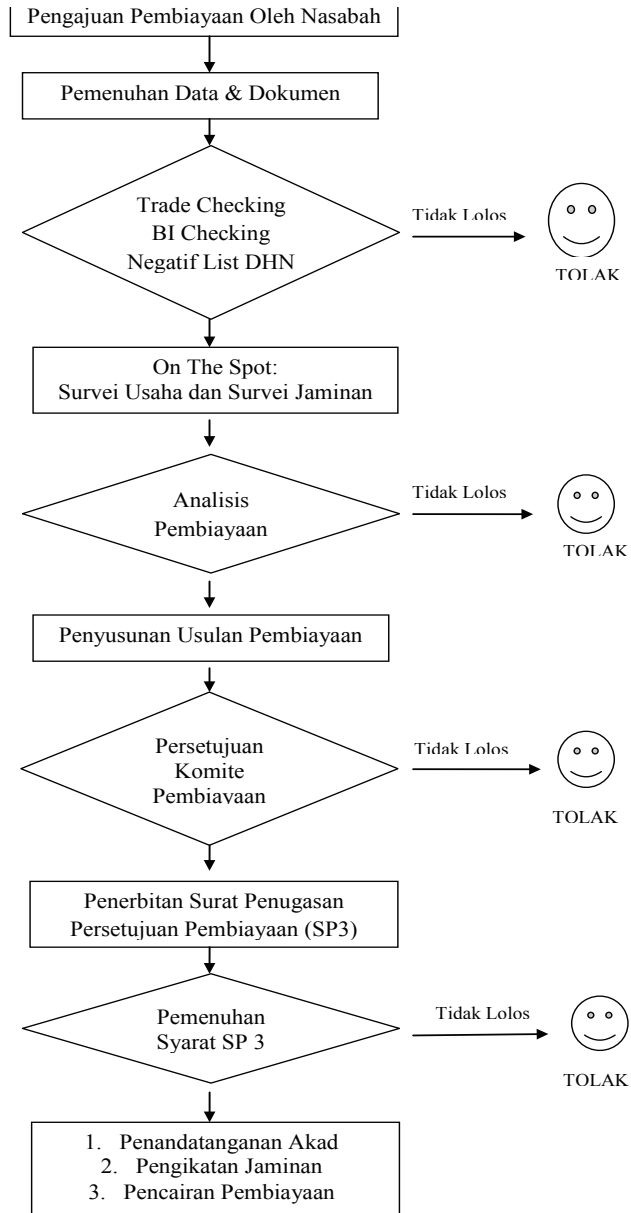 Pengajuan Pembiayaan Oleh Nasabah
Pemenuhan Data & Dokumen
Trade Checking
BI Checking
Negatif List DHN
Tidak Lolos
TOLAK
On The Spot:
Survei Usaha dan Survei Jaminan
Analisis
Pembiayaan
Tidak Lolos
TOLAK
Penyusunan Usulan Pembiayaan
Persetujuan
Komite
Pembiayaan
Tidak Lolos
TOLAK
Penerbitan Surat Penugasan
Persetujuan Pembiayaan (SP3)
Pemenuhan
Syarat SP 3
Tidak Lolos
TOLAK
1. Penandatanganan Akad
2. Pengikatan Jaminan
3. Pencairan Pembiayaan